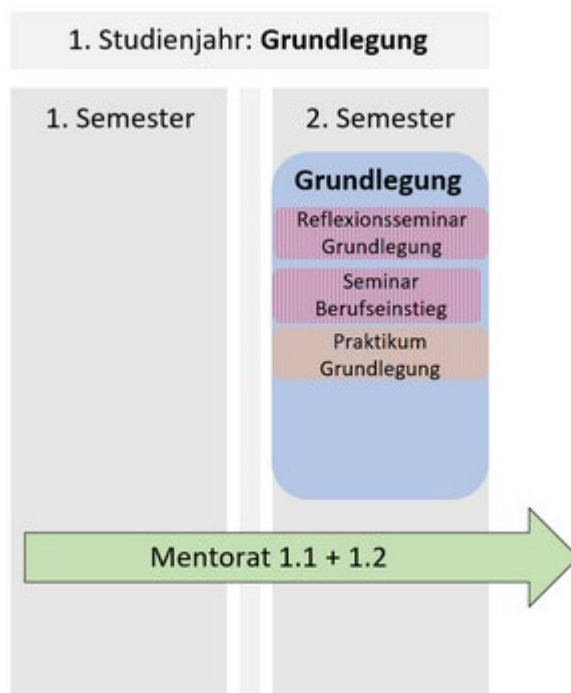 1. Studienjahr: Grundlegung
1. Semester
2. Semester
Grundlegung
Reflexionsseminar
Grundlegung
Seminar
Berufseinstieg
Praktikum
Grundlegung
Mentorat 1.1 + 1.2